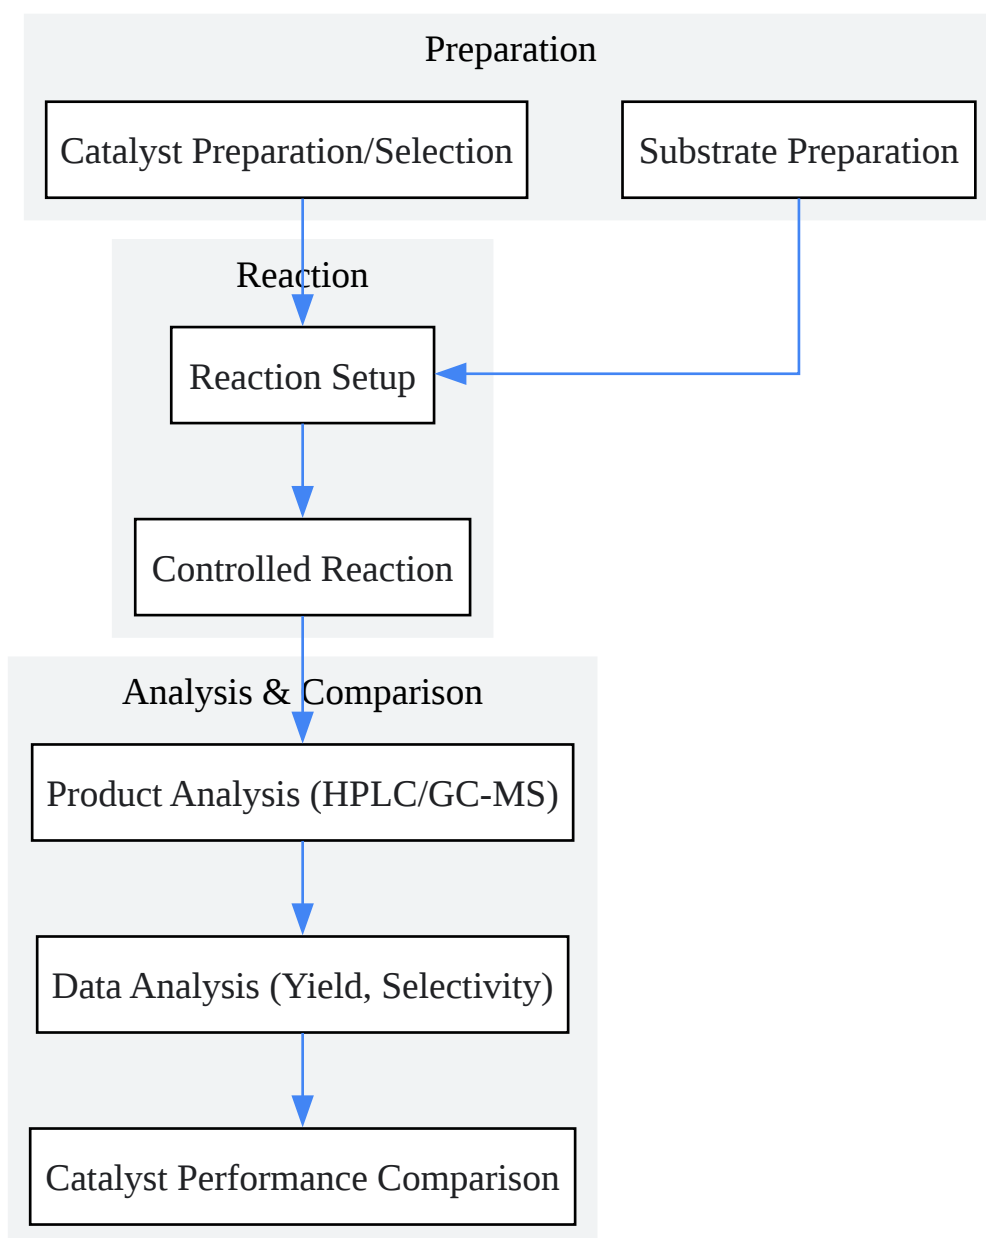 Preparation
Catalyst Preparation/Selection
Substrate Preparation
Reaction
Reaction Setup
Controlled Reaction
Analysis & Comparison
Product Analysis (HPLC/GC-MS)
Data Analysis (Yield, Selectivity)
Catalyst Performance Comparison